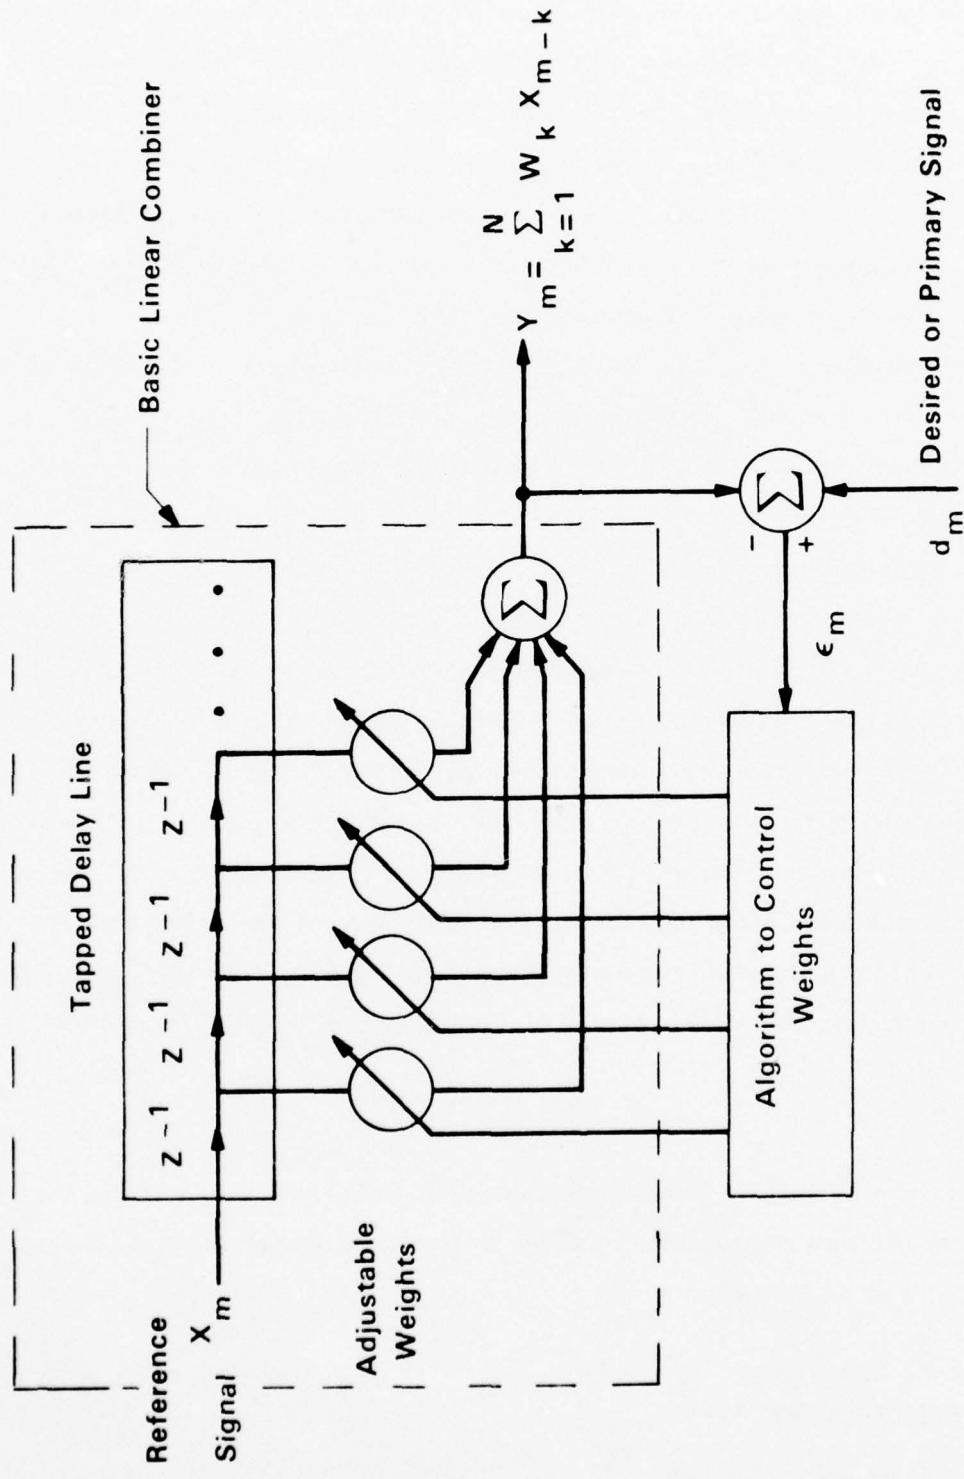 Basic Linear Combiner
Tapped Delay Line
Z-1 Z-1 Z-1 Z-1
• • •
Reference
Signal
X_m
Adjustable
Weights
Σ
Y_m = Σ_{k=1}^{N} W_k X_{m-k}
-
Σ
+
ϵ_m
Algorithm to Control
Weights
Desired or Primary Signal
d_m